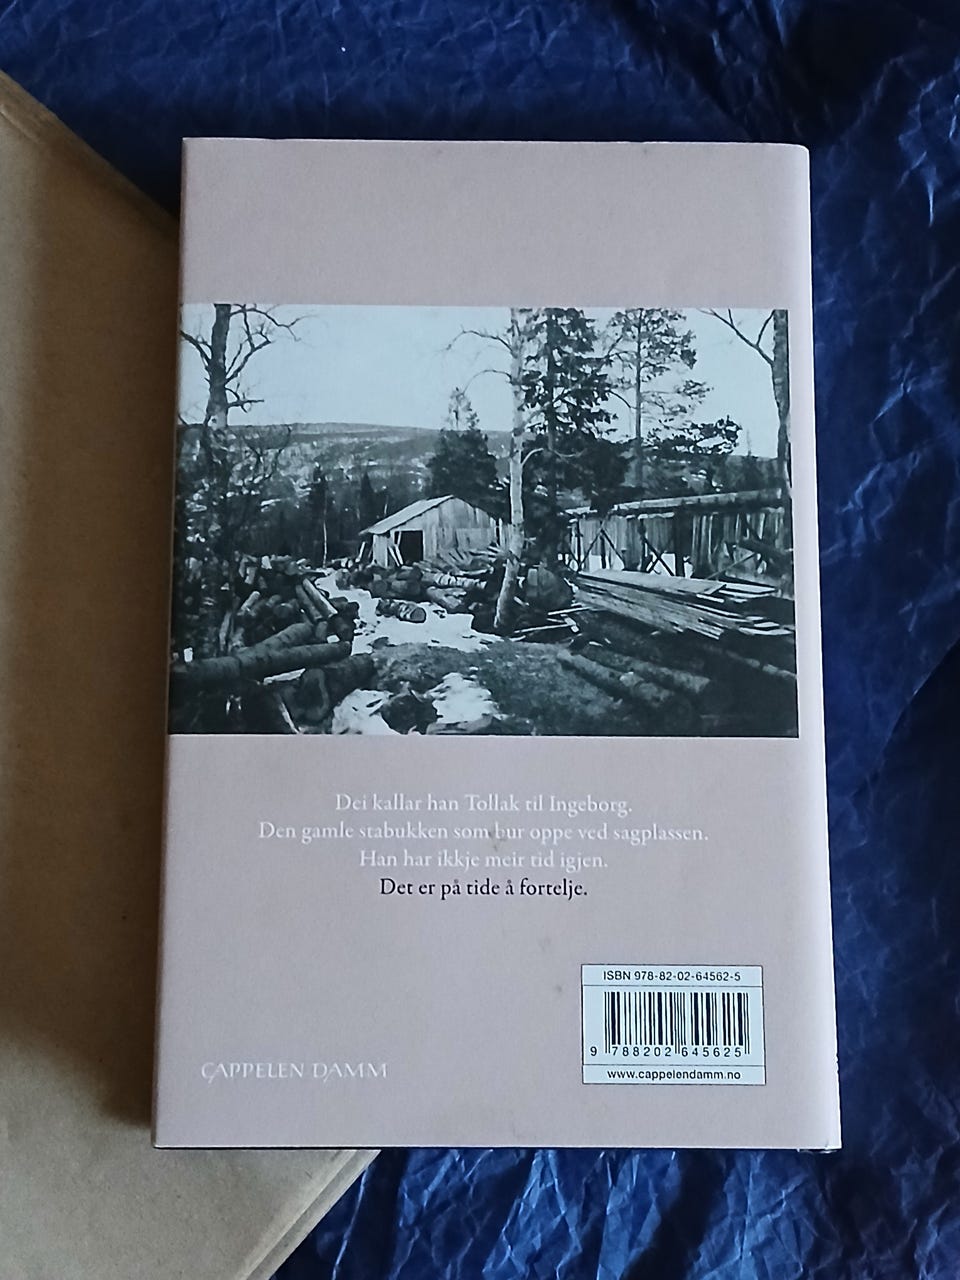 Dei kallar han Tollak til Ingeborg.
Den gamle stabukken som bur oppe ved sagplassen.
Han har ikkje meir tid igjen.
Det er på tide å fortelje.
ISBN 978-82-02-64562-5
9 788202 645625
www.cappelendamm.no
CAPPELEN DAMM